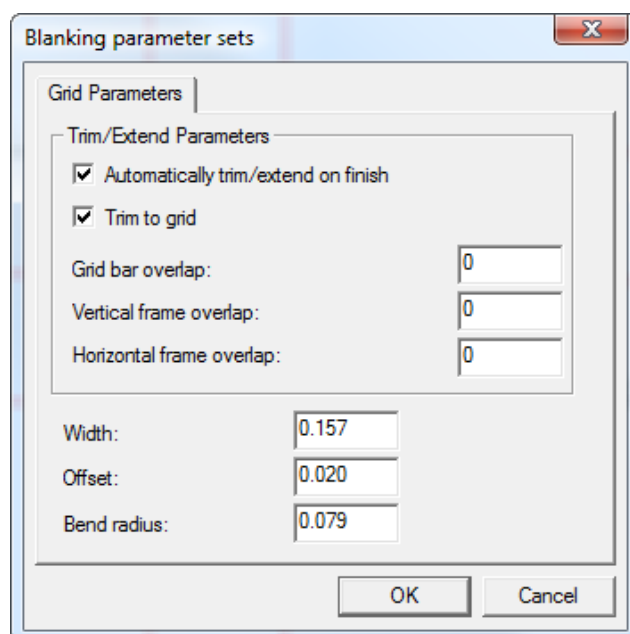 Blanking parameter sets
Grid Parameters
Trim/Extend Parameters
Automatically trim/extend on finish
Trim to grid
Grid bar overlap: 0
Vertical frame overlap: 0
Horizontal frame overlap: 0
Width: 0.157
Offset: 0.020
Bend radius: 0.079
OK Cancel